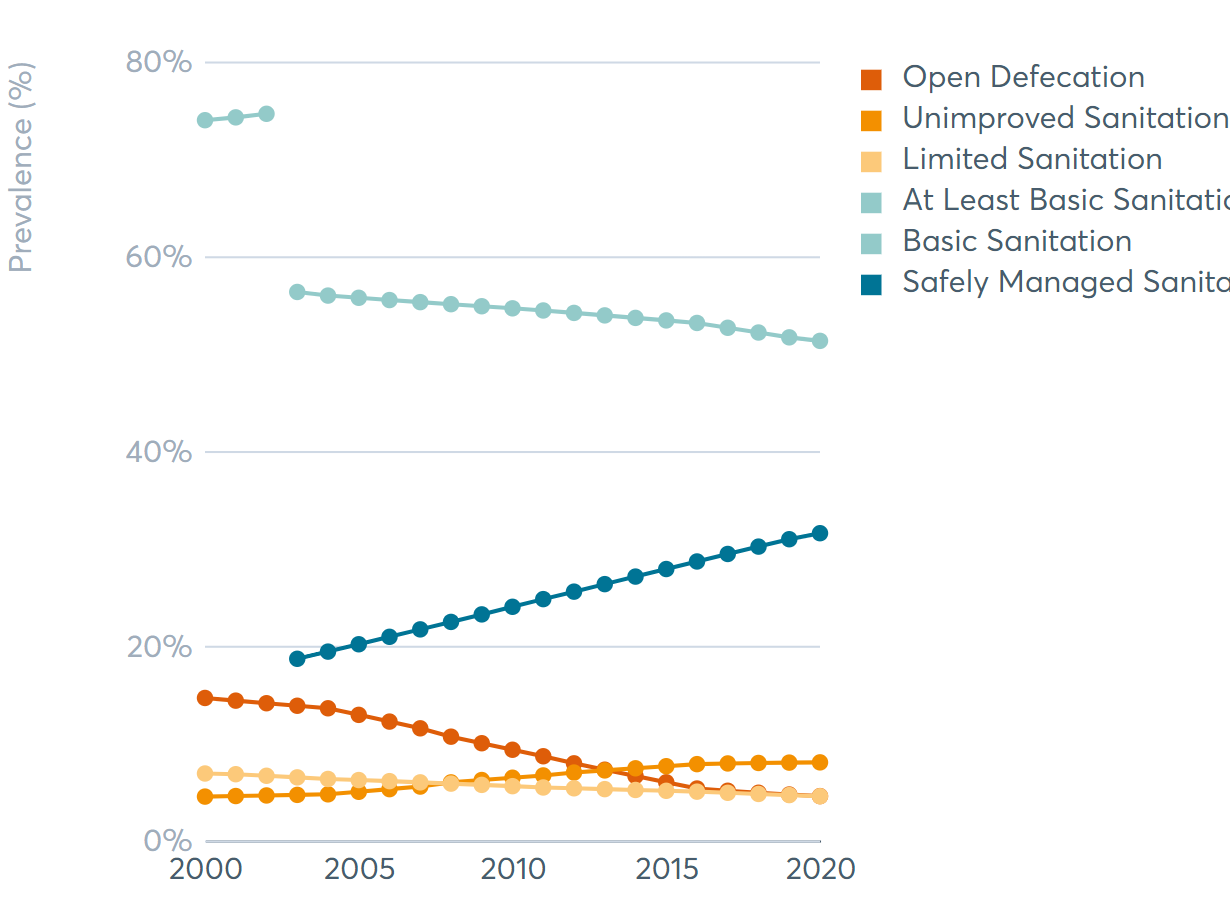 Prevalence (%)
80%
60%
40%
20%
0%
2000 2005 2010 2015 2020
Open Defecation
Unimproved Sanitation
Limited Sanitation
At Least Basic Sanitatio
Basic Sanitation
Safely Managed Sanita